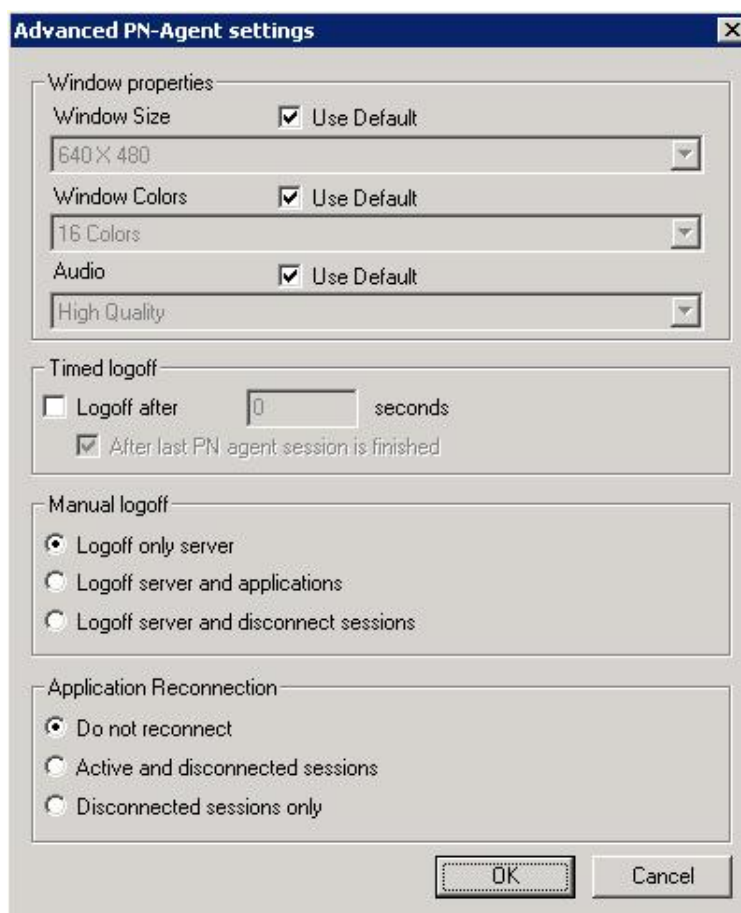 Advanced PN-Agent settings
Window properties
Window Size Use Default
640 X 480
Window Colors Use Default
16 Colors
Audio Use Default
High Quality
Timed logoff
Logoff after 0 seconds
After last PN agent session is finished
Manual logoff
Logoff only server
Logoff server and applications
Logoff server and disconnect sessions
Application Reconnection
Do not reconnect
Active and disconnected sessions
Disconnected sessions only
OK Cancel